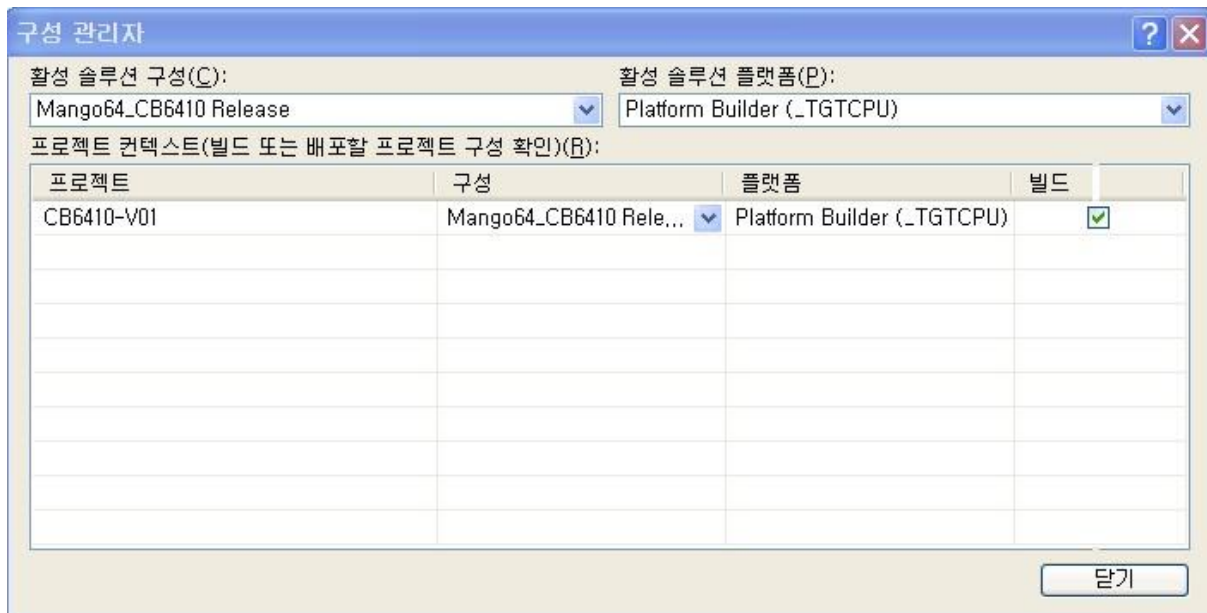 구성 관리자
활성 솔루션 구성(C): 활성 솔루션 플랫폼(P):
Mango64_CB6410 Release Platform Builder (_TGTCPU)
프로젝트 컨텍스트(빌드 또는 배포할 프로젝트 구성 확인)(R):
프로젝트 구성 플랫폼 빌드
CB6410-V01 Mango64_CB6410 Rele... Platform Builder (_TGTCPU)
닫기